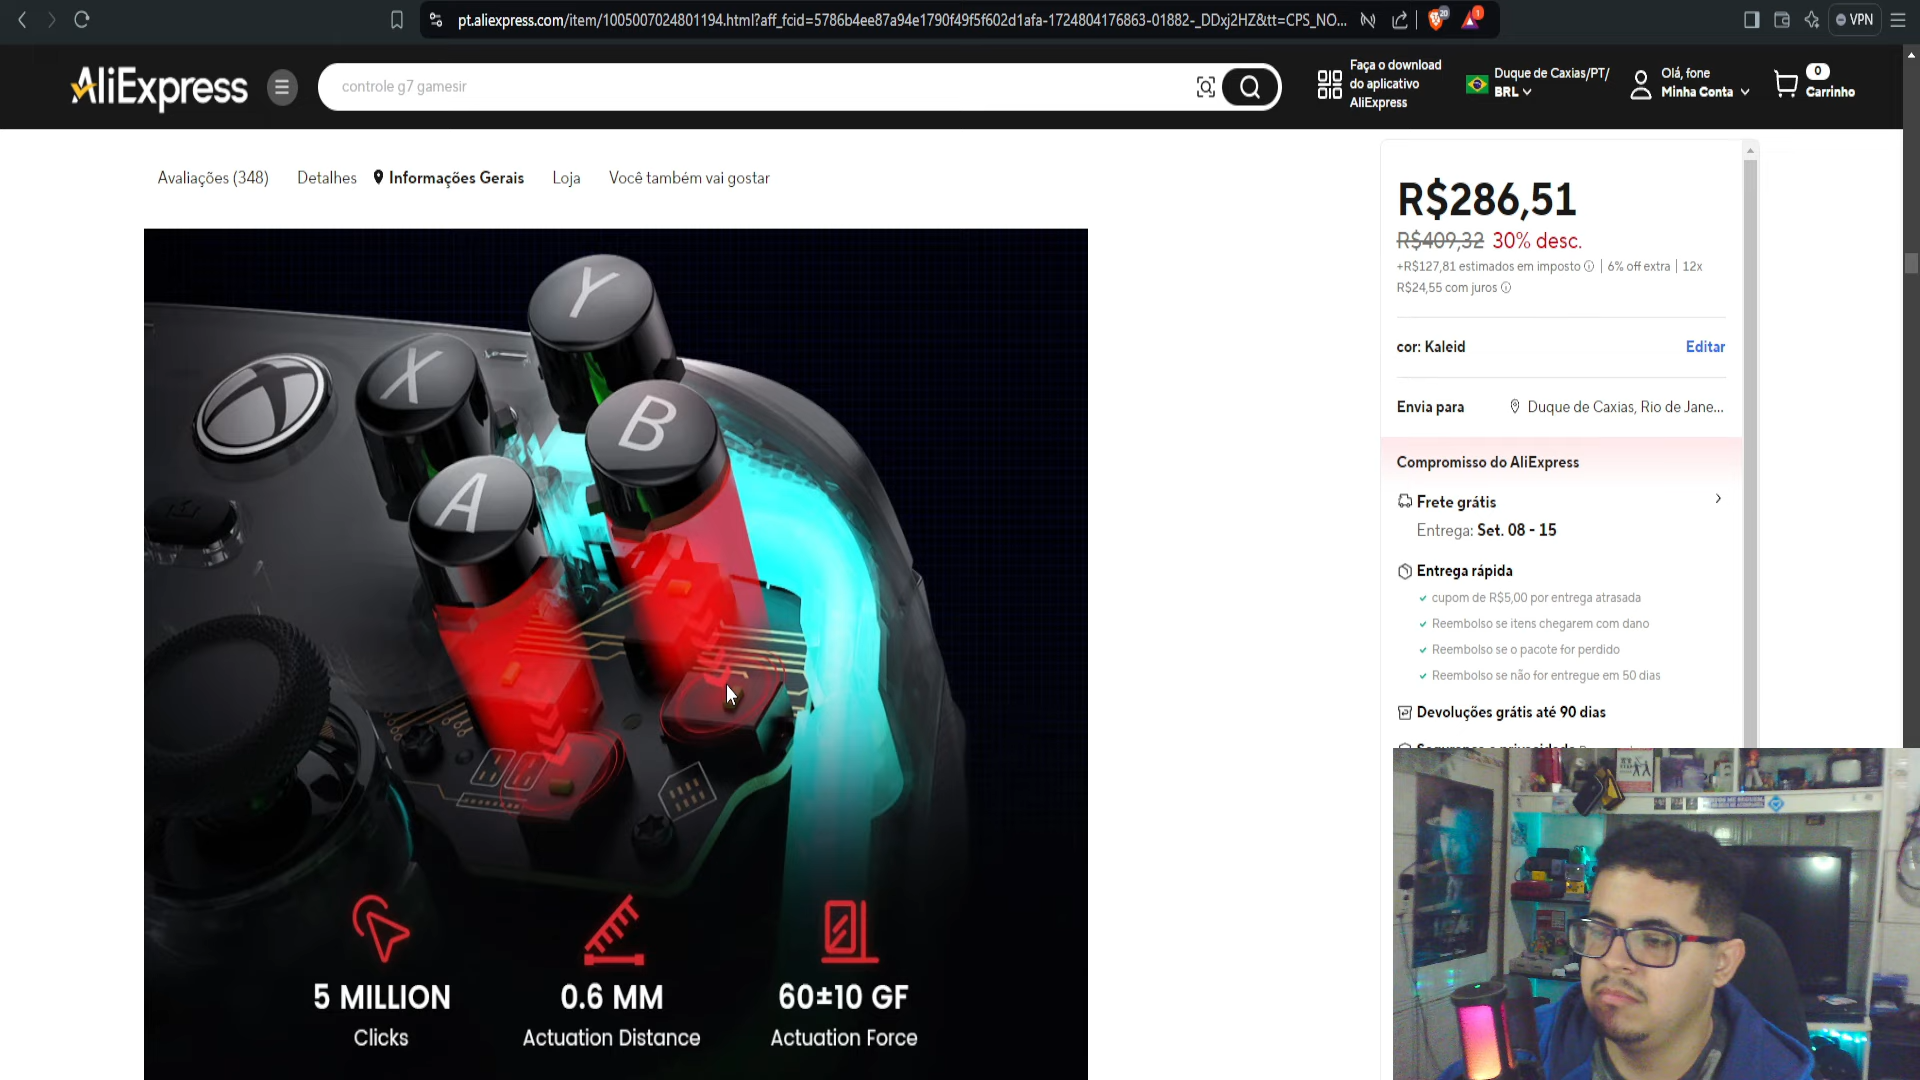 pt.aliexpress.com/item/1005007024801194.html?aff_fcid=5786b4ee87a94e1790f49f5f602d1afa-1724804176863-01882-_DDxj2HZ&tt=CPS_NO...
20
1
VPN
AliExpress
controle g7 gamesir
Faça o download
do aplicativo
AliExpress
Duque de Caxias/PT/
BRL
Olá, fone
Minha Conta
0
Carrinho
Avaliações (348)
Detalhes
Informações Gerais
Loja
Você também vai gostar
Y
X
B
A
5 MILLION
Clicks
0.6 MM
Actuation Distance
60±10 GF
Actuation Force
R$286,51
R$409,32 30% desc.
+R$127,81 estimados em imposto | 6% off extra | 12x
R$24,55 com juros
cor: Kaleid
Editar
Envia para
Duque de Caxias, Rio de Jane...
Compromisso do AliExpress
Frete grátis
Entrega: Set. 08 - 15
Entrega rápida
cupom de R$5,00 por entrega atrasada
Reembolso se itens chegarem com dano
Reembolso se o pacote for perdido
Reembolso se não for entregue em 50 dias
Devoluções grátis até 90 dias